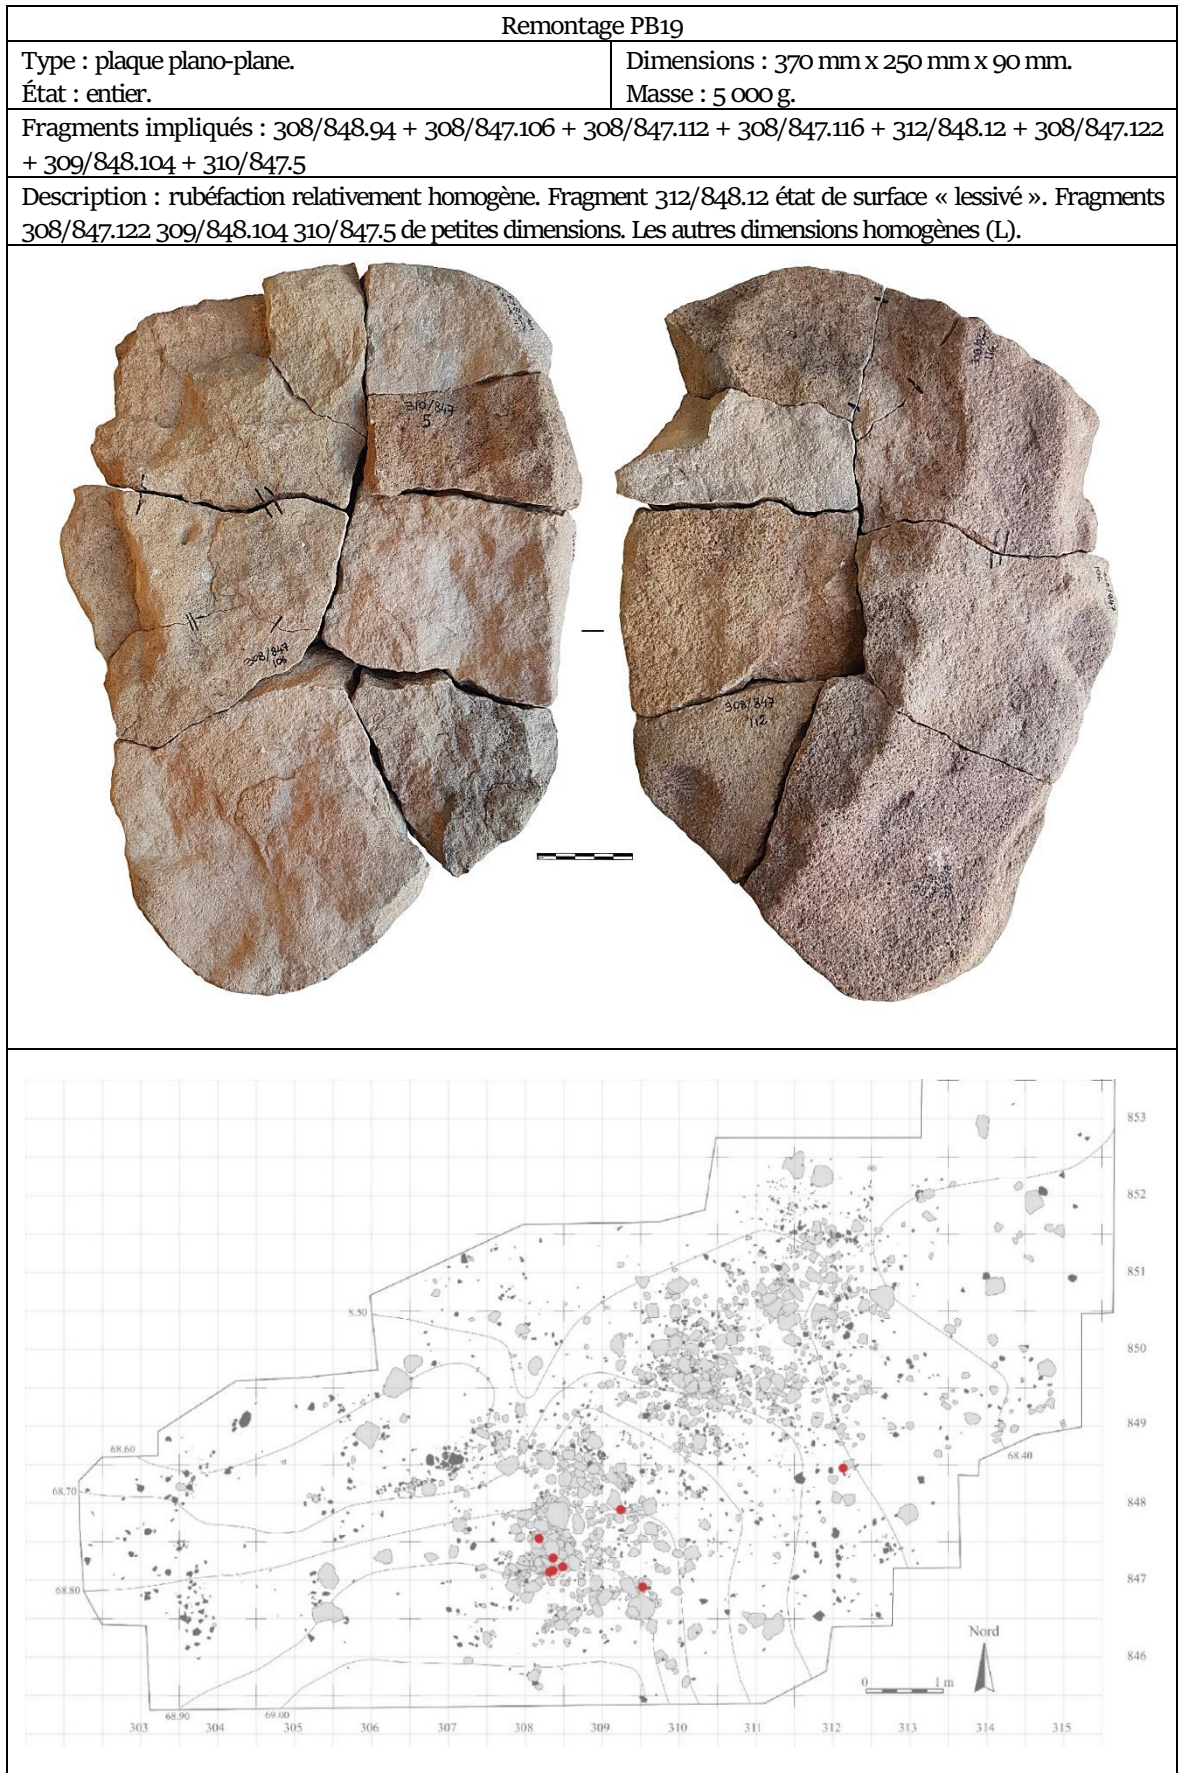 Remontage PB19
Type : plaque plano-plane.
État : entier.
Dimensions : 370 mm x 250 mm x 90 mm.
Masse : 5 000 g.
Fragments impliqués : 308/848.94 + 308/847.106 + 308/847.112 + 308/847.116 + 312/848.12 + 308/847.122
+ 309/848.104 + 310/847.5
Description : rubéfaction relativement homogène. Fragment 312/848.12 état de surface « lessivé ». Fragments
308/847.122 309/848.104 310/847.5 de petites dimensions. Les autres dimensions homogènes (L).
310/847
5
308/847
106
308/847
116
308/847
106
308/847
112
853
852
851
8.50
850
849
68.60
68.40
68.70
848
68.80
847
Nord
846
0 1 m
68.90 69.00
303 304 305 306 307 308 309 310 311 312 313 314 315